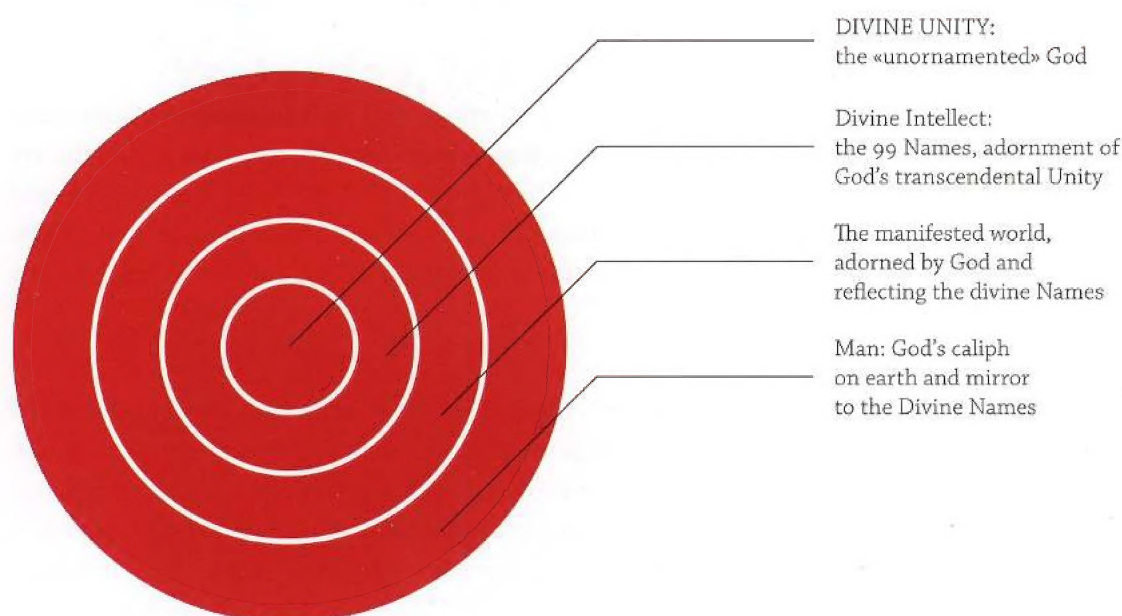 DIVINE UNITY:
the «unornamented» God
Divine Intellect:
the 99 Names, adornment of
God's transcendental Unity
The manifested world,
adorned by God and
reflecting the divine Names
Man: God's caliph
on earth and mirror
to the Divine Names